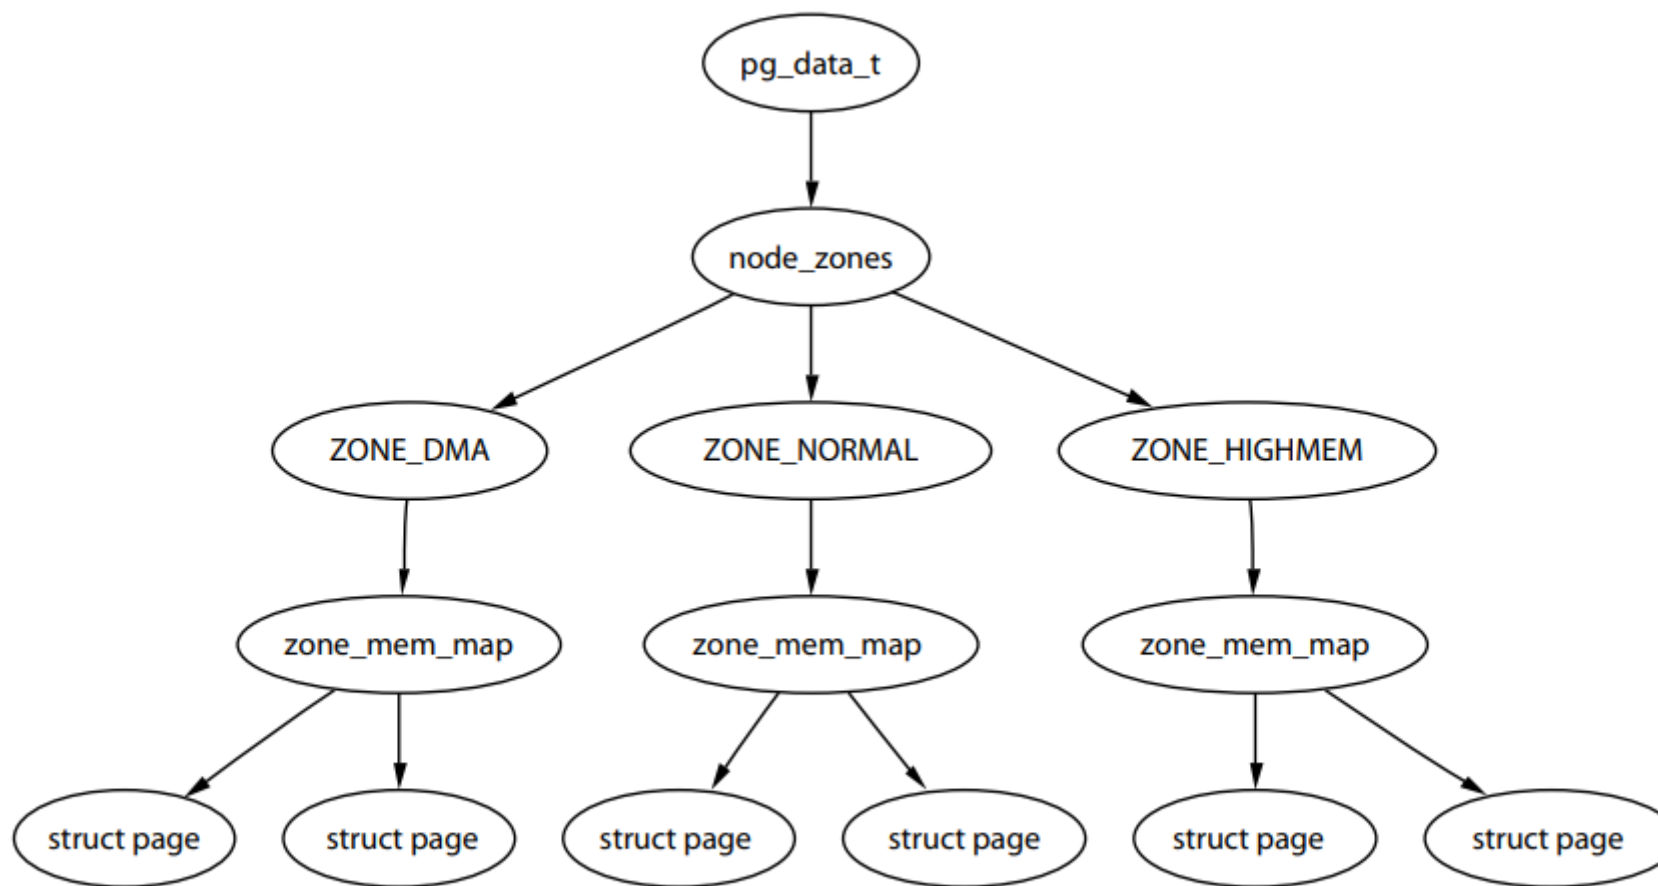 pg_data_t
node_zones
ZONE_DMA
ZONE_NORMAL
ZONE_HIGHMEM
zone_mem_map
zone_mem_map
zone_mem_map
struct page
struct page
struct page
struct page
struct page
struct page